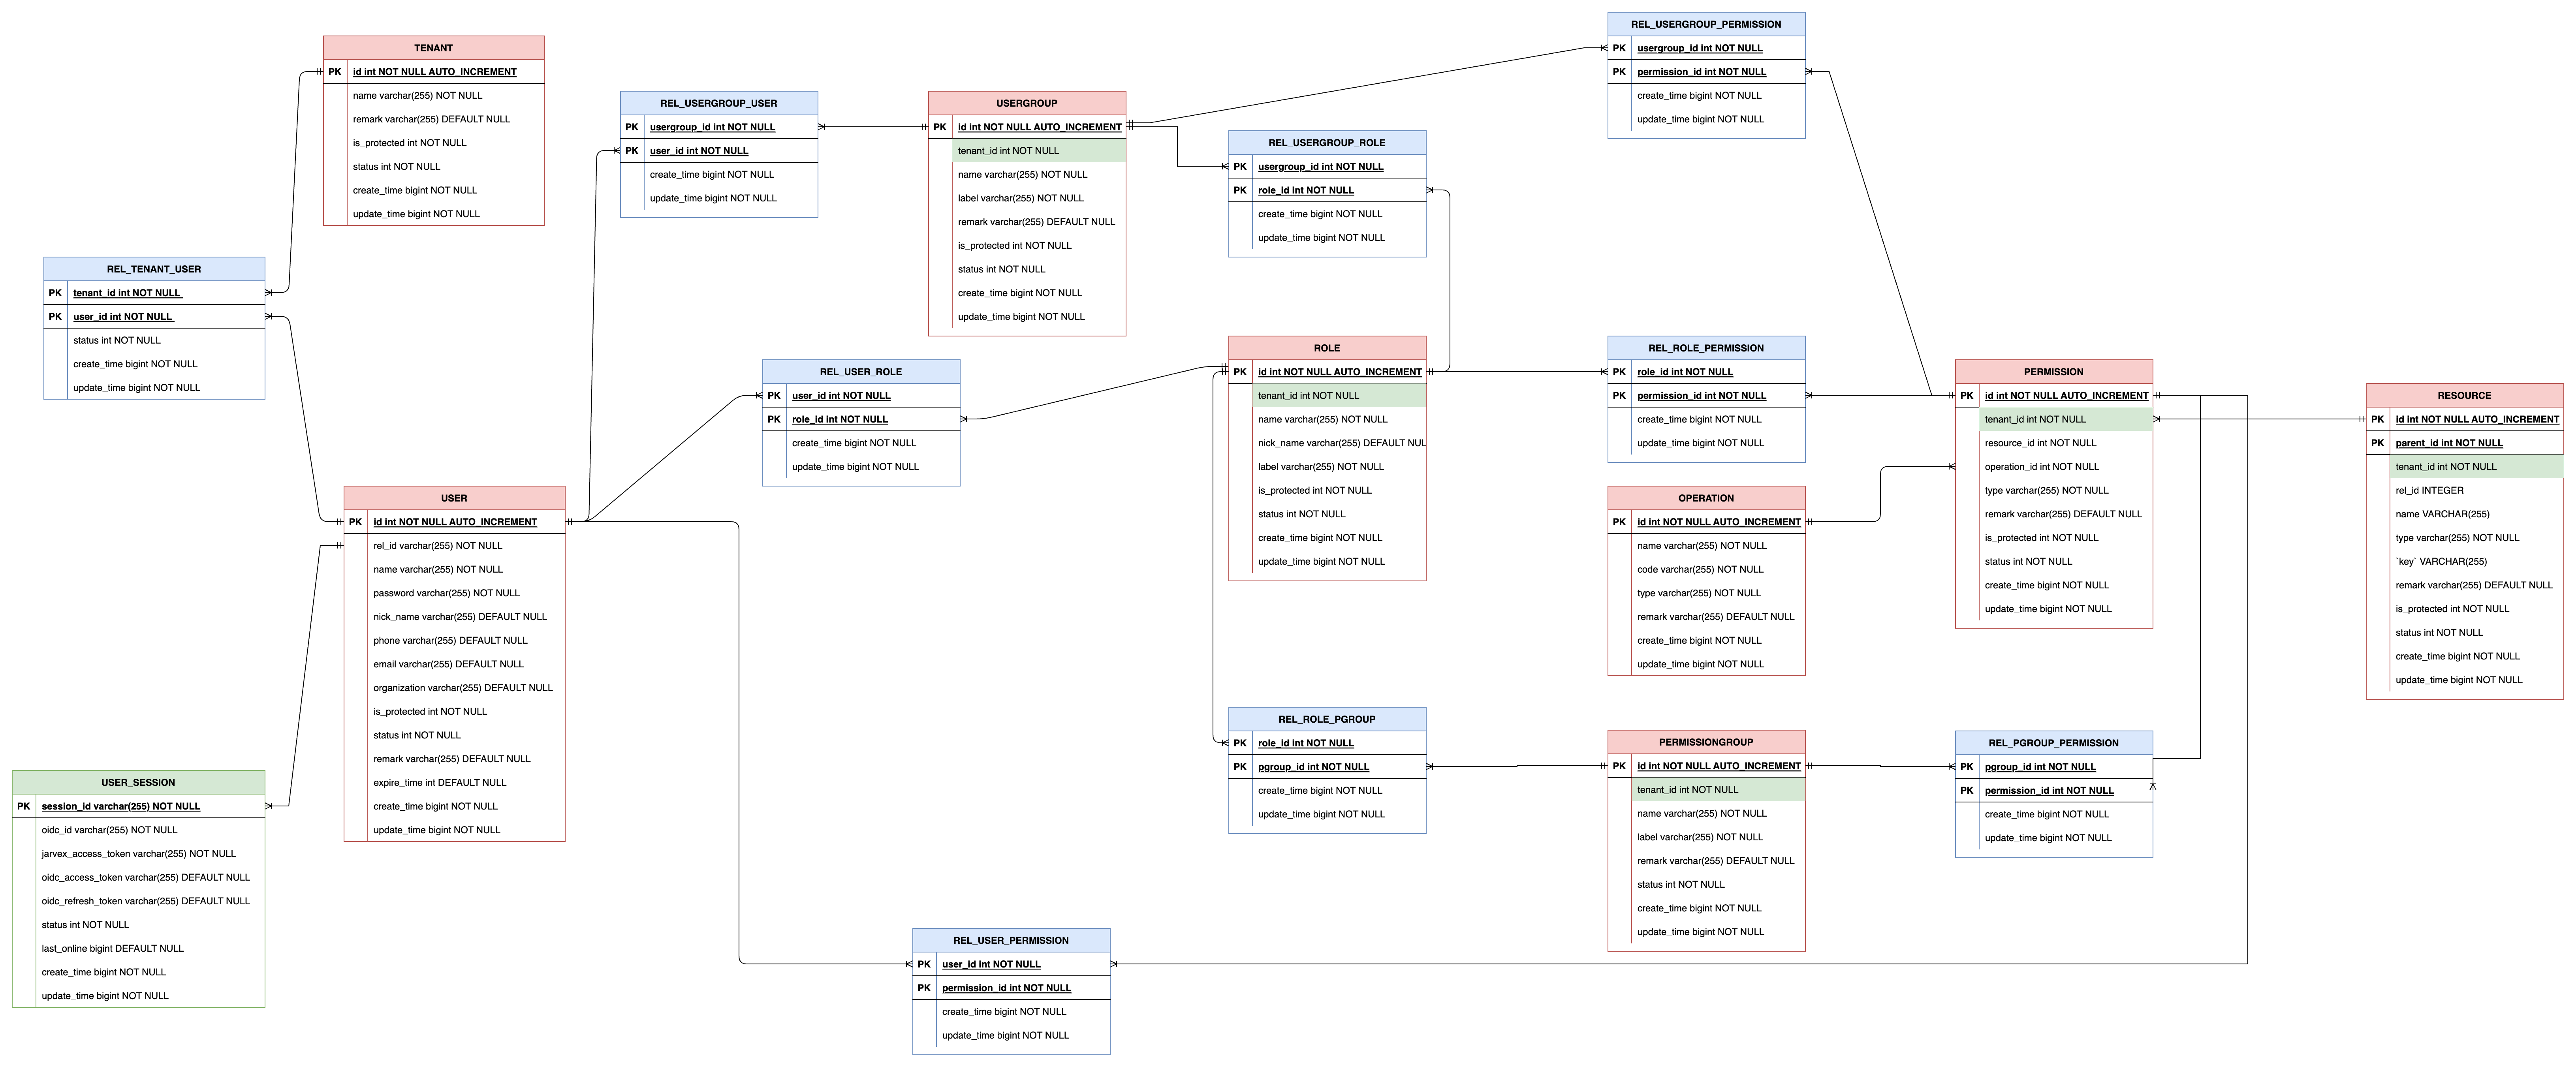 TENANT
PK id int NOT NULL AUTO_INCREMENT
name varchar(255) NOT NULL
remark varchar(255) DEFAULT NULL
is_protected int NOT NULL
status int NOT NULL
create_time bigint NOT NULL
update_time bigint NOT NULL
REL_TENANT_USER
PK tenant_id int NOT NULL
PK user_id int NOT NULL
status int NOT NULL
create_time bigint NOT NULL
update_time bigint NOT NULL
USER
PK id int NOT NULL AUTO_INCREMENT
rel_id varchar(255) NOT NULL
name varchar(255) NOT NULL
password varchar(255) NOT NULL
nick_name varchar(255) DEFAULT NULL
phone varchar(255) DEFAULT NULL
email varchar(255) DEFAULT NULL
organization varchar(255) DEFAULT NULL
is_protected int NOT NULL
status int NOT NULL
remark varchar(255) DEFAULT NULL
expire_time int DEFAULT NULL
create_time bigint NOT NULL
update_time bigint NOT NULL
USER_SESSION
PK session_id varchar(255) NOT NULL
oidc_id varchar(255) NOT NULL
jarvex_access_token varchar(255) NOT NULL
oidc_access_token varchar(255) DEFAULT NULL
oidc_refresh_token varchar(255) DEFAULT NULL
status int NOT NULL
last_online bigint DEFAULT NULL
create_time bigint NOT NULL
update_time bigint NOT NULL
REL_USERGROUP_USER
PK usergroup_id int NOT NULL
PK user_id int NOT NULL
create_time bigint NOT NULL
update_time bigint NOT NULL
USERGROUP
PK id int NOT NULL AUTO_INCREMENT
tenant_id int NOT NULL
name varchar(255) NOT NULL
label varchar(255) NOT NULL
remark varchar(255) DEFAULT NULL
is_protected int NOT NULL
status int NOT NULL
create_time bigint NOT NULL
update_time bigint NOT NULL
REL_USER_ROLE
PK user_id int NOT NULL
PK role_id int NOT NULL
create_time bigint NOT NULL
update_time bigint NOT NULL
REL_USERGROUP_ROLE
PK usergroup_id int NOT NULL
PK role_id int NOT NULL
create_time bigint NOT NULL
update_time bigint NOT NULL
ROLE
PK id int NOT NULL AUTO_INCREMENT
tenant_id int NOT NULL
name varchar(255) NOT NULL
nick_name varchar(255) DEFAULT NUL
label varchar(255) NOT NULL
is_protected int NOT NULL
status int NOT NULL
create_time bigint NOT NULL
update_time bigint NOT NULL
REL_ROLE_PGROUP
PK role_id int NOT NULL
PK pgroup_id int NOT NULL
create_time bigint NOT NULL
update_time bigint NOT NULL
REL_USER_PERMISSION
PK user_id int NOT NULL
PK permission_id int NOT NULL
create_time bigint NOT NULL
update_time bigint NOT NULL
REL_USERGROUP_PERMISSION
PK usergroup_id int NOT NULL
PK permission_id int NOT NULL
create_time bigint NOT NULL
update_time bigint NOT NULL
REL_ROLE_PERMISSION
PK role_id int NOT NULL
PK permission_id int NOT NULL
create_time bigint NOT NULL
update_time bigint NOT NULL
OPERATION
PK id int NOT NULL AUTO_INCREMENT
name varchar(255) NOT NULL
code varchar(255) NOT NULL
type varchar(255) NOT NULL
remark varchar(255) DEFAULT NULL
create_time bigint NOT NULL
update_time bigint NOT NULL
PERMISSIONGROUP
PK id int NOT NULL AUTO_INCREMENT
tenant_id int NOT NULL
name varchar(255) NOT NULL
label varchar(255) NOT NULL
remark varchar(255) DEFAULT NULL
status int NOT NULL
create_time bigint NOT NULL
update_time bigint NOT NULL
PERMISSION
PK id int NOT NULL AUTO_INCREMENT
tenant_id int NOT NULL
resource_id int NOT NULL
operation_id int NOT NULL
type varchar(255) NOT NULL
remark varchar(255) DEFAULT NULL
is_protected int NOT NULL
status int NOT NULL
create_time bigint NOT NULL
update_time bigint NOT NULL
REL_PGROUP_PERMISSION
PK pgroup_id int NOT NULL
PK permission_id int NOT NULL
create_time bigint NOT NULL
update_time bigint NOT NULL
RESOURCE
PK id int NOT NULL AUTO_INCREMENT
PK parent_id int NOT NULL
tenant_id int NOT NULL
rel_id INTEGER
name VARCHAR(255)
type varchar(255) NOT NULL
`key` VARCHAR(255)
remark varchar(255) DEFAULT NULL
is_protected int NOT NULL
status int NOT NULL
create_time bigint NOT NULL
update_time bigint NOT NULL